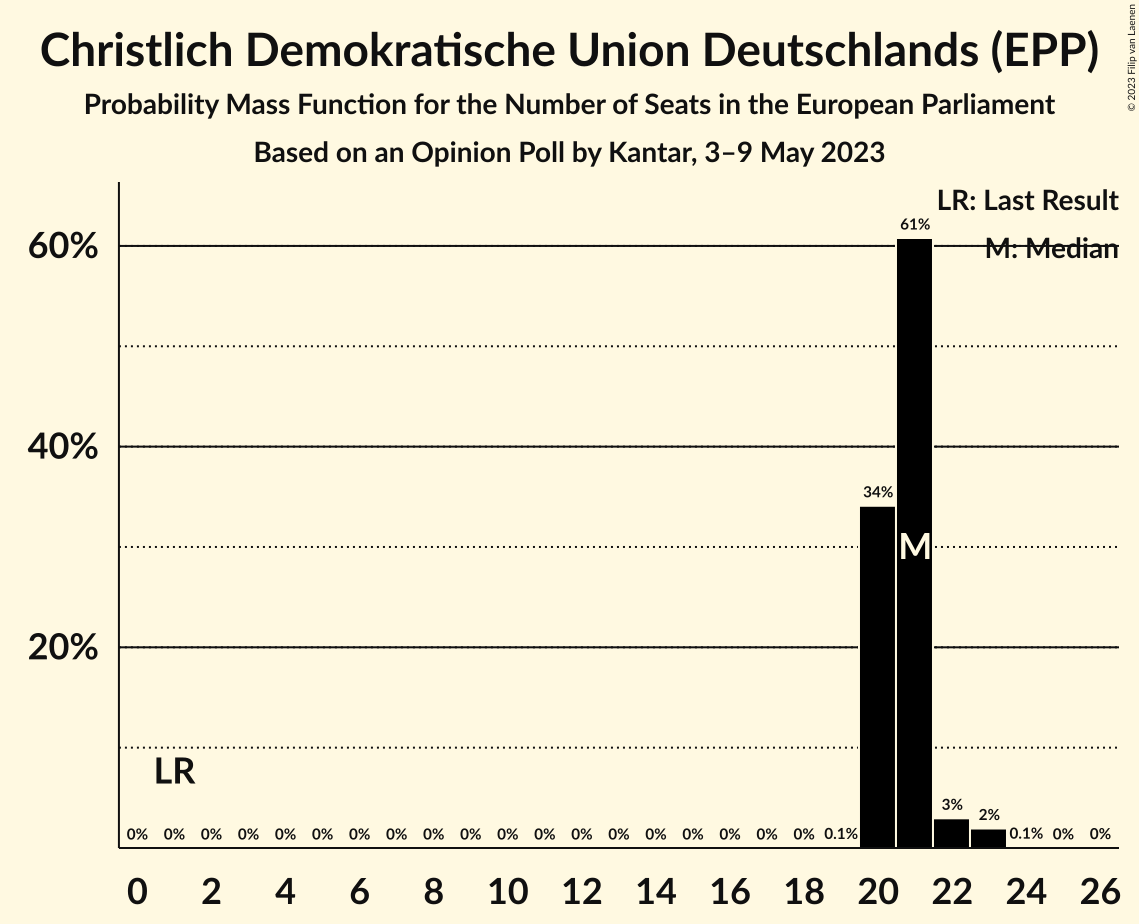 Christlich Demokratische Union Deutschlands (EPP)
Probability Mass Function for the Number of Seats in the European Parliament
Based on an Opinion Poll by Kantar, 3–9 May 2023
© 2023 Filip van Laenen
LR: Last Result
M: Median
60%
40%
20%
61%
34%
M
LR
3%
2%
0% 0% 0% 0% 0% 0% 0% 0% 0% 0% 0% 0% 0% 0% 0% 0% 0% 0% 0% 0.1% 0.1% 0% 0%
0 2 4 6 8 10 12 14 16 18 20 22 24 26